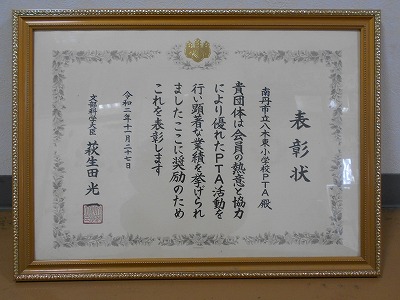 表彰状
南丹市立八木東小学校PTA殿
貴団体は会員の熱意と協力
により優れたPTA活動を
行い顕著な業績を挙げられ
ましたここに奨励のため
これを表彰します
令和二年十一月二十七日
文部科学大臣 萩生田光一